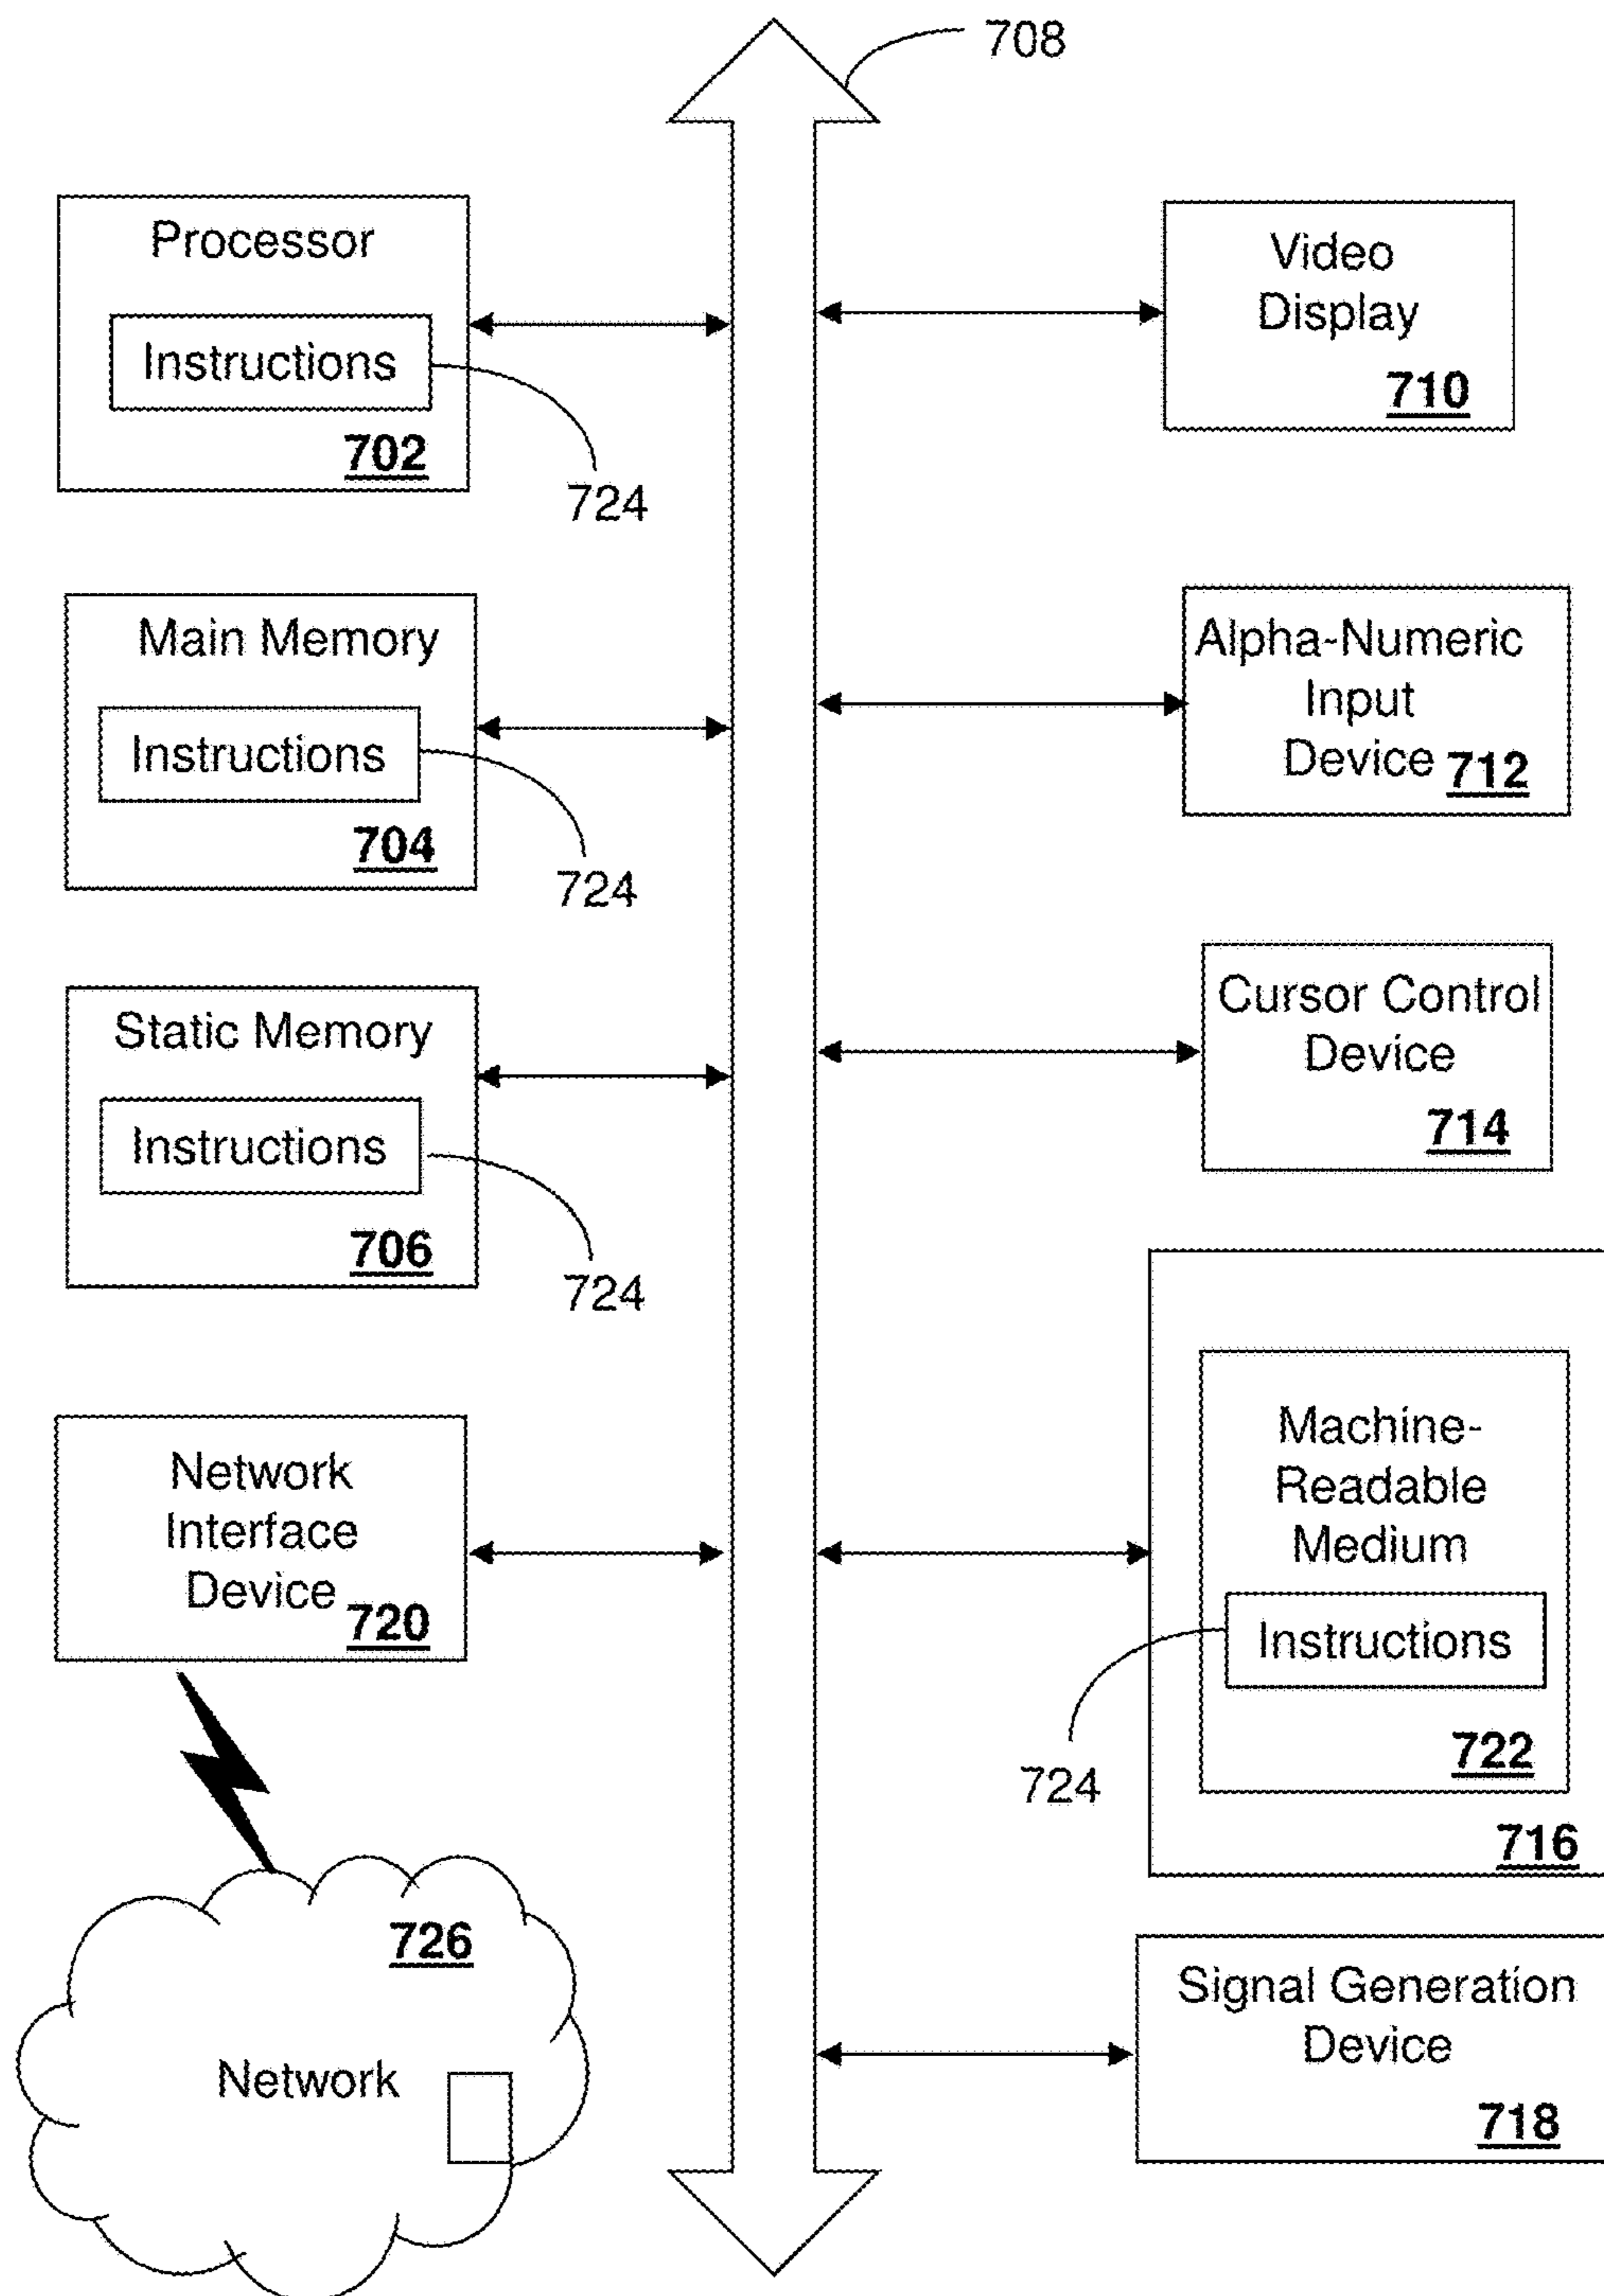 708
Processor
Instructions
702
724
Main Memory
Instructions
704
724
Static Memory
Instructions
706
724
Network
Interface
Device
720
726
Network
Video
Display
710
Alpha-Numeric
Input
Device
712
Cursor Control
Device
714
Machine-
Readable
Medium
Instructions
722
724
716
Signal Generation
Device
718